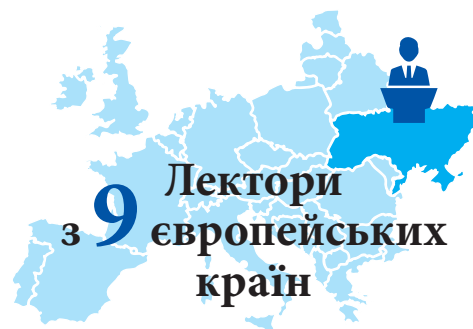 Лектори
з 9 європейських
країн